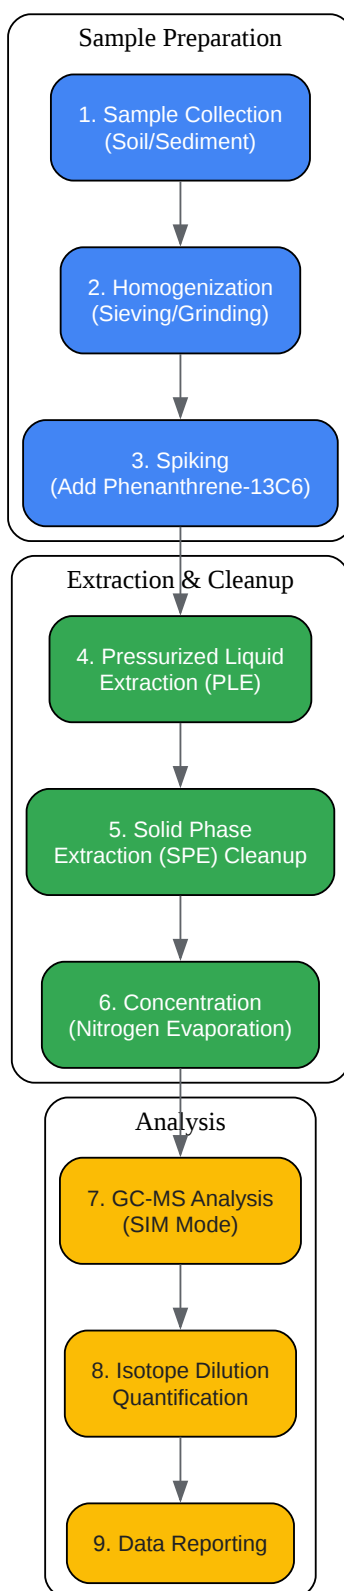 Sample Preparation
1. Sample Collection
(Soil/Sediment)
2. Homogenization
(Sieving/Grinding)
3. Spiking
(Add Phenanthrene-13C6)
Extraction & Cleanup
4. Pressurized Liquid
Extraction (PLE)
5. Solid Phase
Extraction (SPE) Cleanup
6. Concentration
(Nitrogen Evaporation)
Analysis
7. GC-MS Analysis
(SIM Mode)
8. Isotope Dilution
Quantification
9. Data Reporting